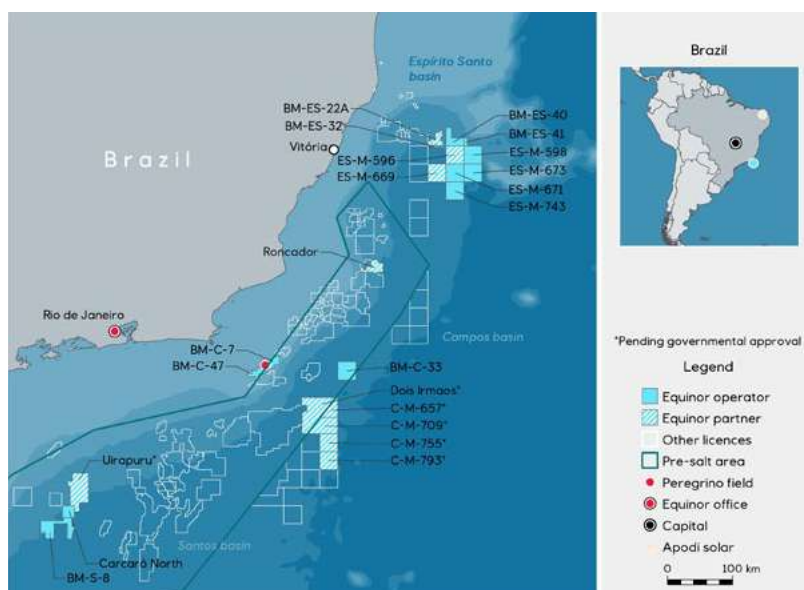 Espírito Santo
basin
BM-ES-22A
BM-ES-32
BM-ES-40
BM-ES-41
Vitória
ES-M-596
ES-M-598
ES-M-669
ES-M-673
ES-M-671
ES-M-743
Brazil
Roncador
Rio de Janeiro
BM-C-7
BM-C-47
Campos basin
BM-C-33
Dois Irmaos*
C-M-657*
C-M-709*
C-M-755*
C-M-793*
Uirapuru*
Santos basin
Carcará North
BM-S-8
Brazil
*Pending governmental approval
Legend
Equinor operator
Equinor partner
Other licences
Pre-salt area
Peregrino field
Equinor office
Capital
Apodi solar
0 100 km